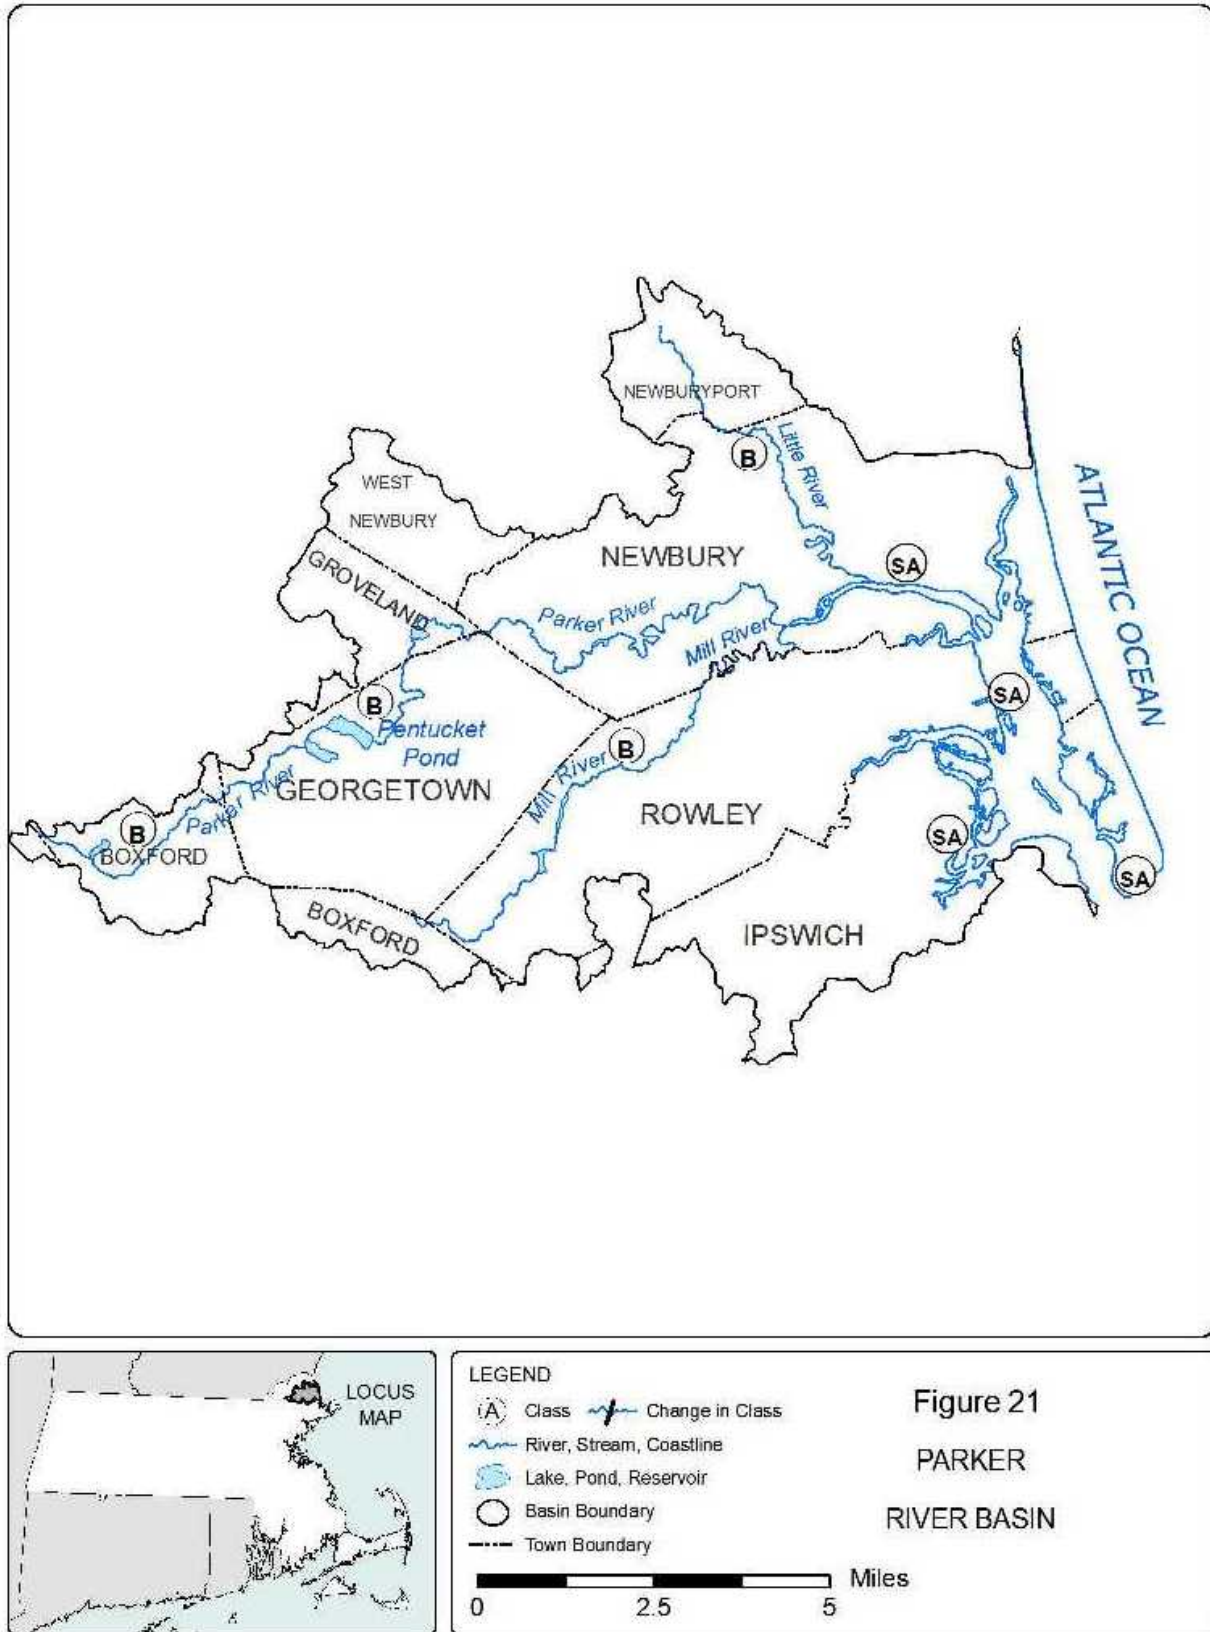 NEWBURYPORT
B
Little River
ATLANTIC OCEAN
WEST
NEWBURY
NEWBURY
SA
GROVELAND
Parker River
Mill River
B
Pentucket
Pond
SA
B
Mill River
Parker River
GEORGETOWN
ROWLEY
B
BOXFORD
SA
SA
BOXFORD
IPSWICH
LOCUS
MAP
LEGEND
A Class
Change in Class
River, Stream, Coastline
Lake, Pond, Reservoir
Basin Boundary
Town Boundary
Miles
0 2.5 5
Figure 21
PARKER
RIVER BASIN